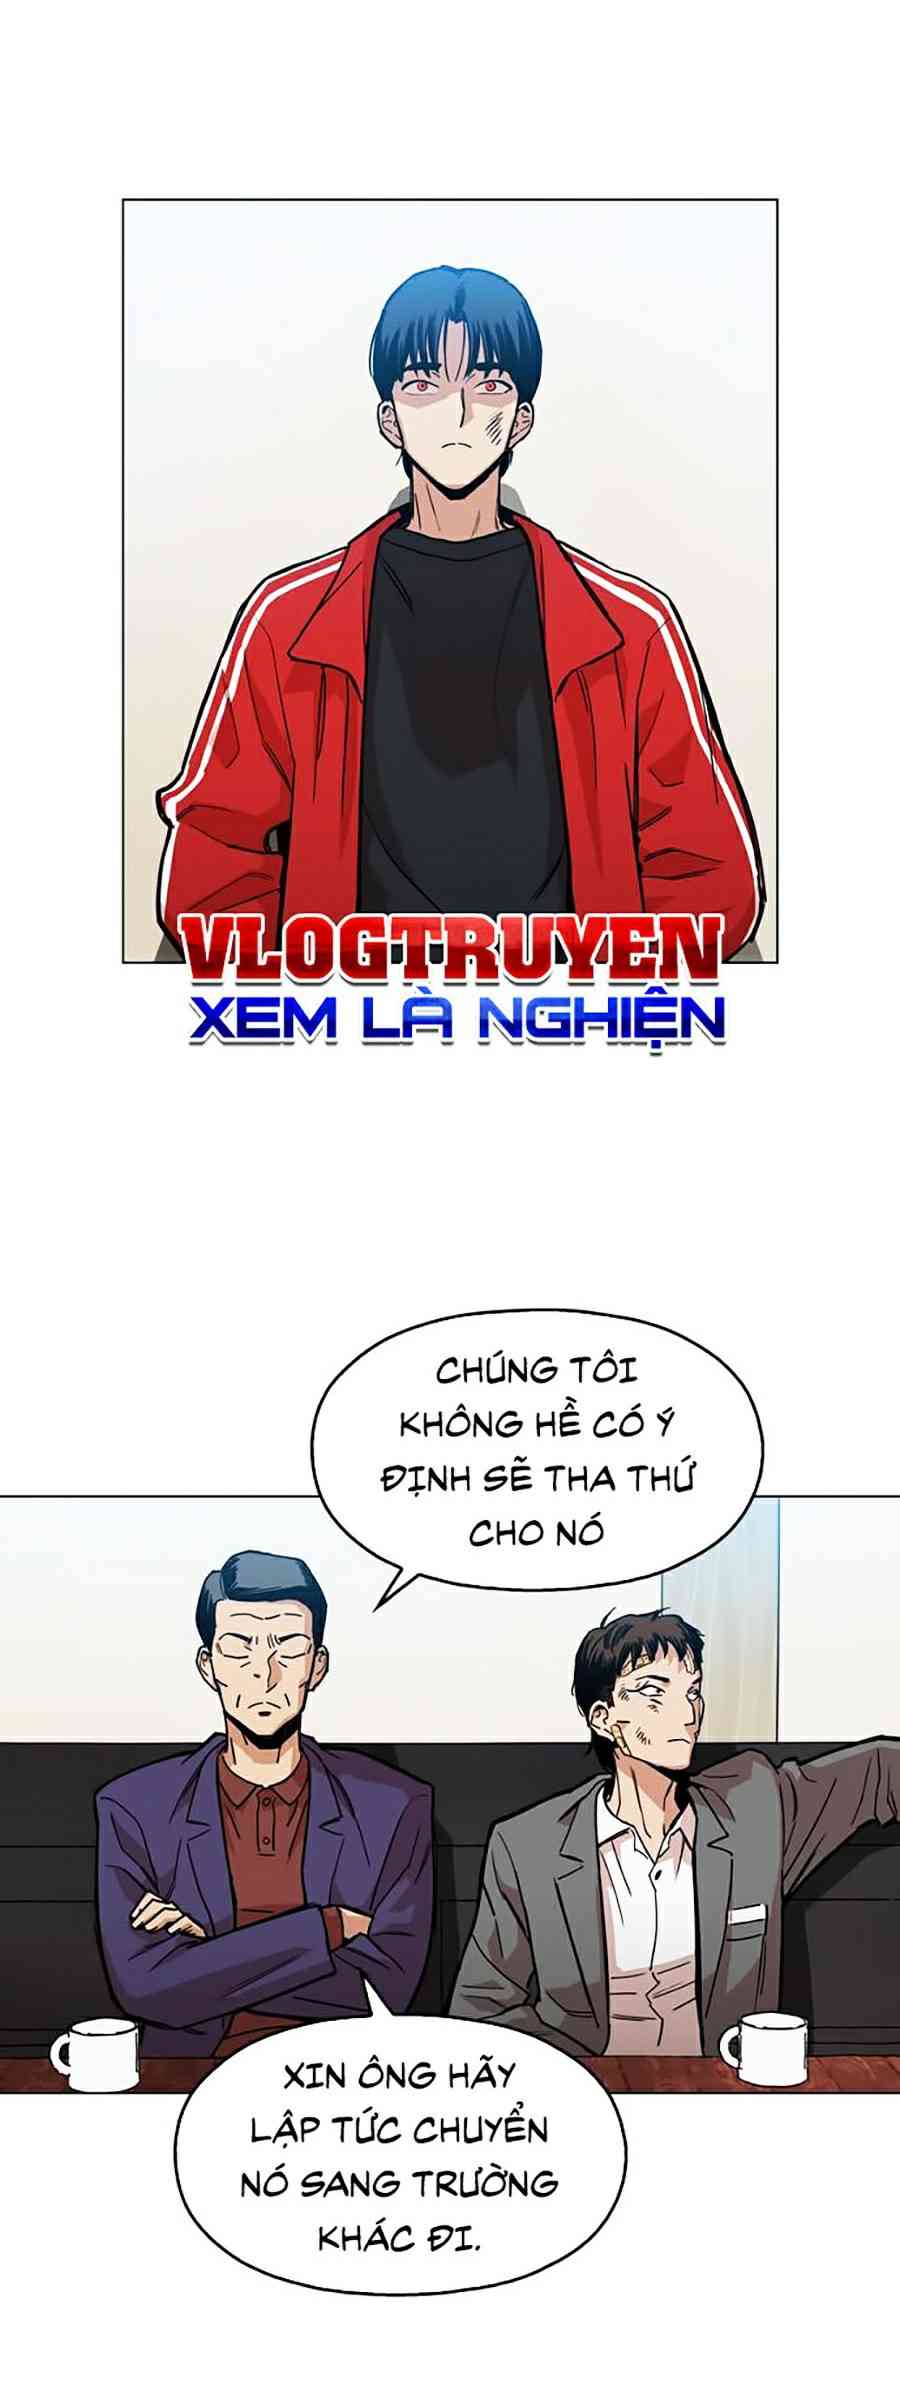 VLOGTRUYEN
XEM LÀ NGHIỆN
CHÚNG TÔI
KHÔNG HỀ CÓ Ý
ĐỊNH SẼ THA THỨ
CHO NÓ
XIN ÔNG HÃY
LẬP TỨC CHUYỂN
NÓ SANG TRƯỜNG
KHÁC ĐI.